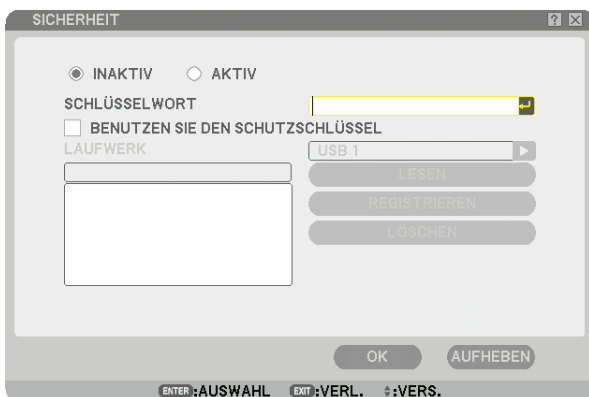 SICHERHEIT
INAKTIV AKTIV
SCHLÜSSELWORT
BENUTZEN SIE DEN SCHUTZSCHLÜSSEL
LAUFWERK USB 1
LESEN
REGISTRIEREN
LÖSCHEN
OK AUFHEBEN
ENTER :AUSWAHL EXIT :VERL. :VERS.